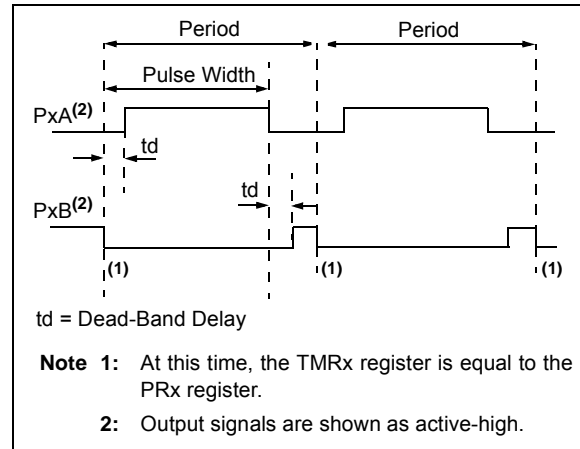 Period Period
Pulse Width
PxA(2)
td
td
PxB(2)
(1) (1) (1)
td = Dead-Band Delay
Note 1: At this time, the TMRx register is equal to the
PRx register.
2: Output signals are shown as active-high.